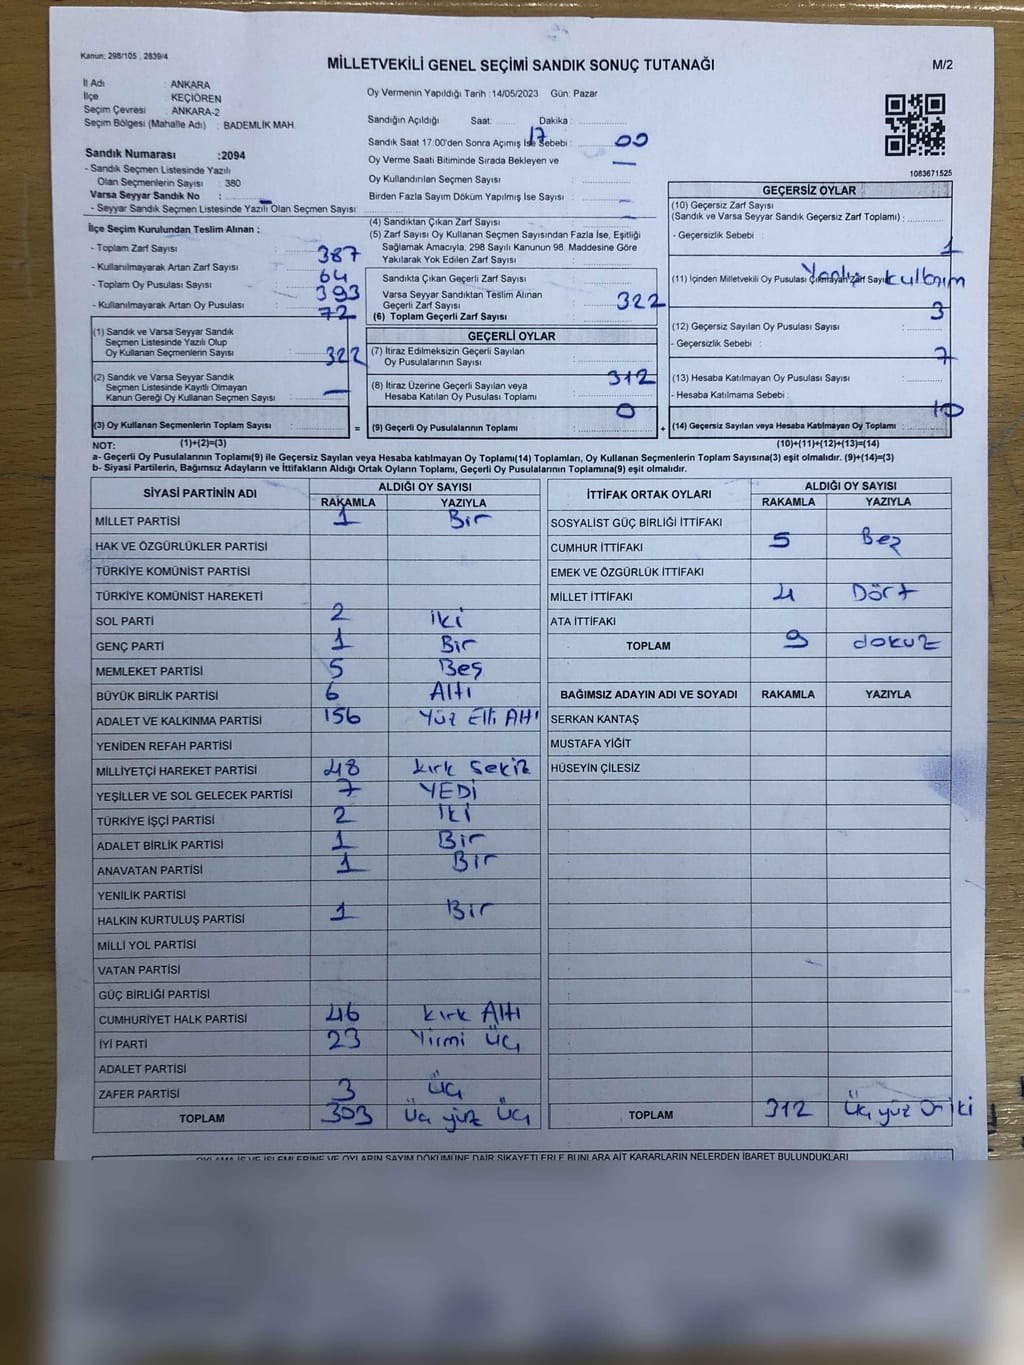 Kanun: 298/105 , 2839/4
MİLLETVEKİLİ GENEL SEÇİMİ SANDIK SONUÇ TUTANAĞI
M/2
İl Adı : ANKARA
İlçe : KEÇİÖREN
Seçim Çevresi : ANKARA-2
Seçim Bölgesi (Mahalle Adı) : BADEMLİK MAH.
Sandık Numarası :2094
- Sandık Seçmen Listesinde Yazılı
Olan Seçmenlerin Sayısı : 380
Varsa Seyyar Sandık No : —
- Seyyar Sandık Seçmen Listesinde Yazılı Olan Seçmen Sayısı:
Oy Vermenin Yapıldığı Tarih :14/05/2023 Gün: Pazar
Sandığın Açıldığı Saat: 17 Dakika : 00
Sandık Saat 17.00'den Sonra Açımış İse Sebebi : —
Oy Verme Saati Bitiminde Sırada Bekleyen ve
Oy Kullandırılan Seçmen Sayısı :
Birden Fazla Sayım Döküm Yapılmış İse Sayısı :
1083671525
İlçe Seçim Kurulundan Teslim Alınan ;
- Toplam Zarf Sayısı : 387
- Kullanılmayarak Artan Zarf Sayısı : 64
- Toplam Oy Pusulası Sayısı : 393
- Kullanılmayarak Artan Oy Pusulası : 72
(1) Sandık ve Varsa Seyyar Sandık
Seçmen Listesinde Yazılı Olup
Oy Kullanan Seçmenlerin Sayısı : 322
(2) Sandık ve Varsa Seyyar Sandık
Seçmen Listesinde Kayıtlı Olmayan
Kanun Gereği Oy Kullanan Seçmen Sayısı : —
(3) Oy Kullanan Seçmenlerin Toplam Sayısı :
(4) Sandıktan Çıkan Zarf Sayısı :
(5) Zarf Sayısı Oy Kullanan Seçmen Sayısından Fazla İse, Eşitliği
Sağlamak Amacıyla, 298 Sayılı Kanunun 98. Maddesine Göre
Yakılarak Yok Edilen Zarf Sayısı : —
Sandıkta Çıkan Geçerli Zarf Sayısı :
Varsa Seyyar Sandıktan Teslim Alınan
Geçerli Zarf Sayısı : 322
(6) Toplam Geçerli Zarf Sayısı :
GEÇERLİ OYLAR
(7) İtiraz Edilmeksizin Geçerli Sayılan
Oy Pusulalarının Sayısı : 312
(8) İtiraz Üzerine Geçerli Sayılan veya
Hesaba Katılan Oy Pusulası Toplamı : 0
= (9) Geçerli Oy Pusulalarının Toplamı :
GEÇERSİZ OYLAR
(10) Geçersiz Zarf Sayısı
(Sandık ve Varsa Seyyar Sandık Geçersiz Zarf Toplamı) :
- Geçersizlik Sebebi : 1
(11) İçinden Milletvekili Oy Pusulası Çıkmayan Zarf Sayısı
3
(12) Geçersiz Sayılan Oy Pusulası Sayısı :
- Geçersizlik Sebebi : 7
(13) Hesaba Katılmayan Oy Pusulası Sayısı :
- Hesaba Katılmama Sebebi : 10
+ (14) Geçersiz Sayılan veya Hesaba Katılmayan Oy Toplamı :
NOT: (1)+(2)=(3) (10)+(11)+(12)+(13)=(14)
a- Geçerli Oy Pusulalarının Toplamı(9) ile Geçersiz Sayılan veya Hesaba katılmayan Oy Toplamı(14) Toplamları, Oy Kullanan Seçmenlerin Toplam Sayısına(3) eşit olmalıdır. (9)+(14)=(3)
b- Siyasi Partilerin, Bağımsız Adayların ve İttifakların Aldığı Ortak Oyların Toplamı, Geçerli Oy Pusulalarının Toplamına(9) eşit olmalıdır.
SİYASİ PARTİNİN ADI ALDIĞI OY SAYISI
RAKAMLA YAZIYLA
MİLLET PARTİSİ 1 Bir
HAK VE ÖZGÜRLÜKLER PARTİSİ
TÜRKİYE KOMÜNİST PARTİSİ
TÜRKİYE KOMÜNİST HAREKETİ
SOL PARTİ 2 iki
GENÇ PARTİ 1 Bir
MEMLEKET PARTİSİ 5 Beş
BÜYÜK BİRLİK PARTİSİ 6 Altı
ADALET VE KALKINMA PARTİSİ 156 Yüz Elli Altı
YENİDEN REFAH PARTİSİ
MİLLİYETÇİ HAREKET PARTİSİ 48 kırk sekiz
YEŞİLLER VE SOL GELECEK PARTİSİ 7 YEDİ
TÜRKİYE İŞÇİ PARTİSİ 2 iki
ADALET BİRLİK PARTİSİ 1 Bir
ANAVATAN PARTİSİ 1 Bir
YENİLİK PARTİSİ
HALKIN KURTULUŞ PARTİSİ 1 Bir
MİLLİ YOL PARTİSİ
VATAN PARTİSİ
GÜÇ BİRLİĞİ PARTİSİ
CUMHURİYET HALK PARTİSİ 46 kırk Altı
İYİ PARTİ 23 Yirmi üç
ADALET PARTİSİ
ZAFER PARTİSİ 3 üç
TOPLAM 303 üç yüz üç
İTTİFAK ORTAK OYLARI ALDIĞI OY SAYISI
RAKAMLA YAZIYLA
SOSYALİST GÜÇ BİRLİĞİ İTTİFAKI
CUMHUR İTTİFAKI 5 Beş
EMEK VE ÖZGÜRLÜK İTTİFAKI
MİLLET İTTİFAKI 4 Dört
ATA İTTİFAKI
TOPLAM 9 dokuz
BAĞIMSIZ ADAYIN ADI VE SOYADI RAKAMLA YAZIYLA
SERKAN KANTAŞ
MUSTAFA YİĞİT
HÜSEYİN ÇİLESİZ
TOPLAM 312 üç yüz on iki
OYLAMA İŞ VE İŞLEMLERİNE VE OYLARIN SAYIM DÖKÜMÜNE DAİR ŞİKAYETLERLE BUNLARA AİT KARARLARIN NELERDEN İBARET BULUNDUKLARI